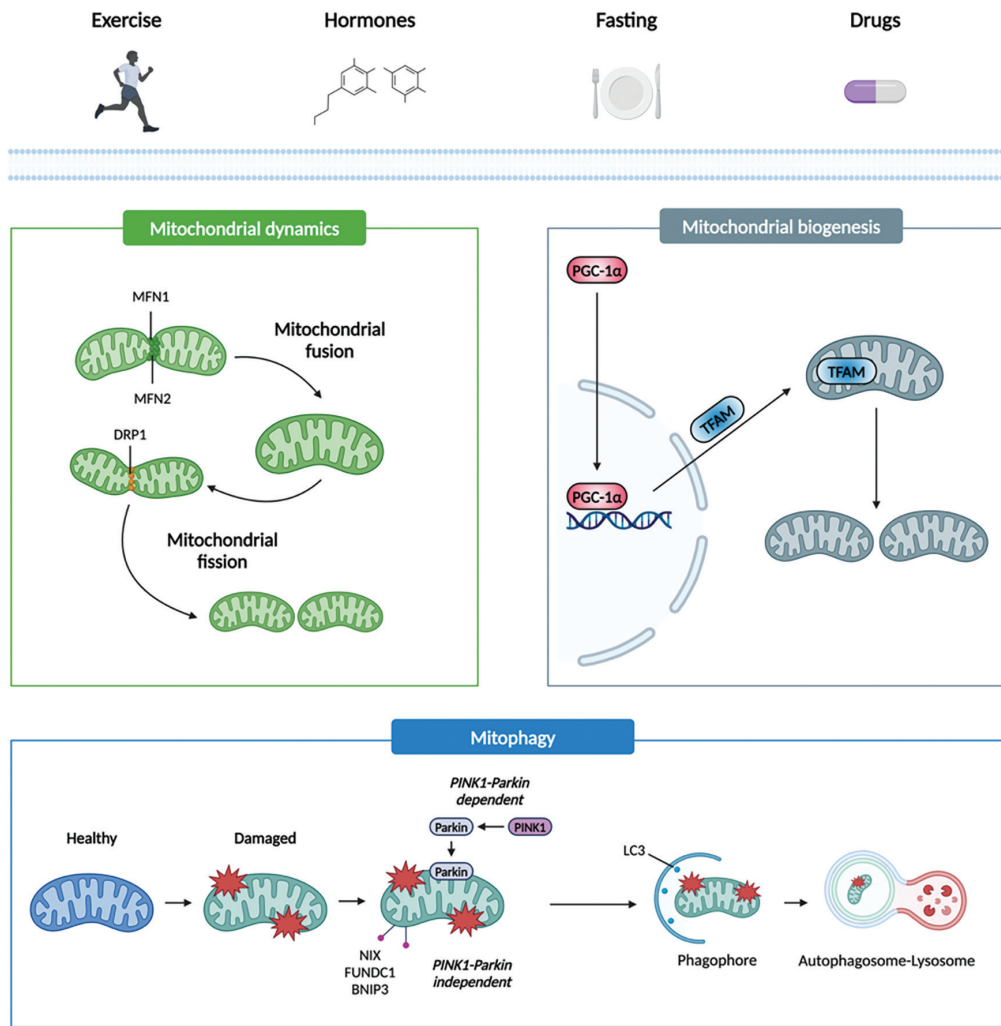 Exercise
Hormones
Fasting
Drugs
Mitochondrial dynamics
MFN1
Mitochondrial
fusion
MFN2
DRP1
Mitochondrial
fission
Mitochondrial biogenesis
PGC-1α
TFAM
TFAM
PGC-1α
Mitophagy
PINK1-Parkin
dependent
Healthy
Damaged
Parkin
PINK1
Parkin
NIX
FUNDC1
BNIP3
PINK1-Parkin
independent
LC3
Phagophore
Autophagosome-Lysosome